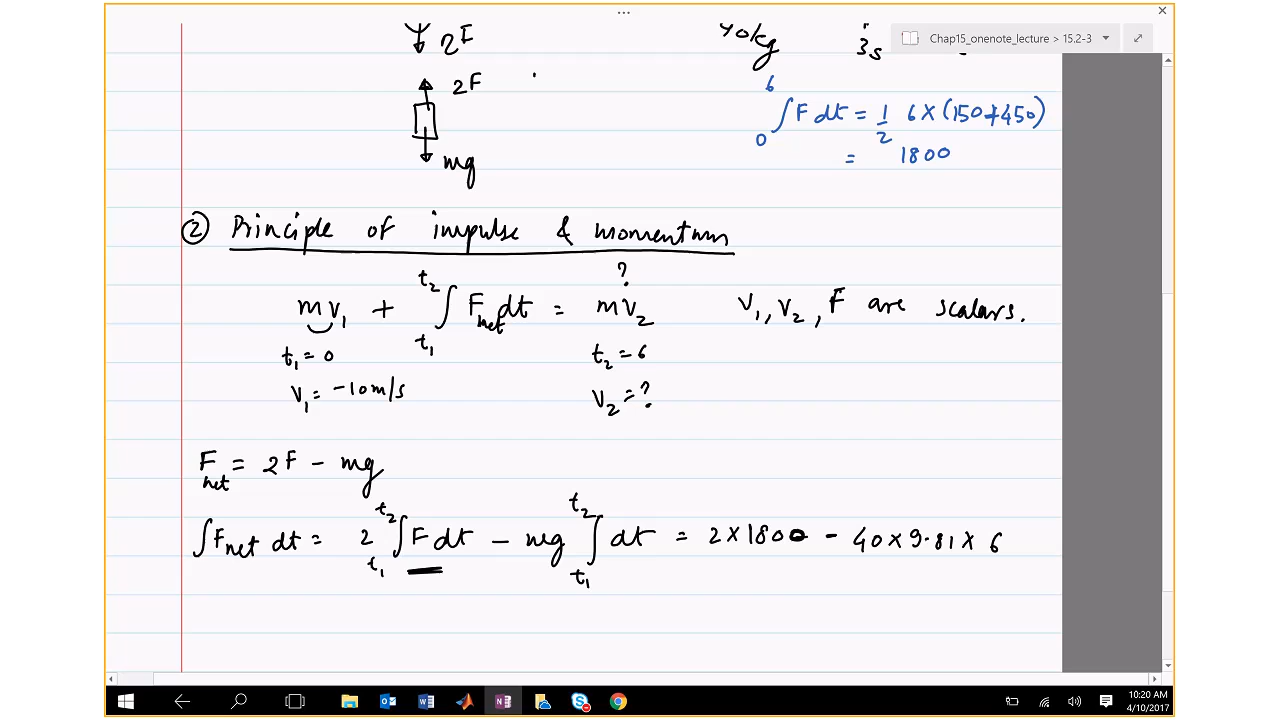 ...
2F
40kg 3s
Chap15_onenote_lecture > 15.2-3
2F
mg
∫₀⁶ F dt = 1/2 6 × (150+450)
= 1800
② Principle of impulse & momentum
?
mv₁ + ∫_{t₁}^{t₂} F_net dt = mv₂
v₁, v₂, F are scalars.
t₁ = 0 t₂ = 6
v₁ = -10 m/s v₂ = ?
F_net = 2F - mg
∫F_net dt = 2 ∫_{t₁}^{t₂} F dt - mg ∫_{t₁}^{t₂} dt = 2×1800 - 40×9.81×6
10:20 AM
4/10/2017